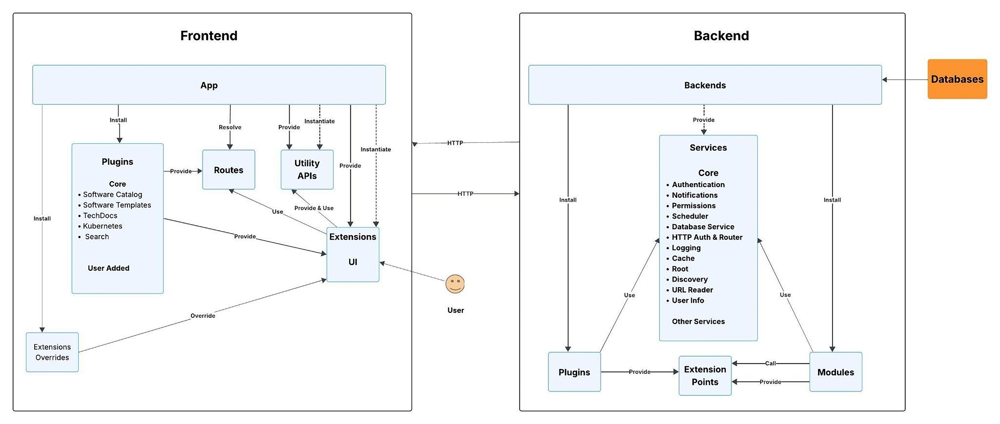 Frontend
App
Install
Install
Resolve
Provide
Instantiate
Provide
Instantiate
Plugins
Core
• Software Catalog
• Software Templates
• TechDocs
• Kubernetes
• Search
User Added
Provide
Routes
Utility
APIs
Use
Provide & Use
Provide
Extensions
UI
Override
Extensions
Overrides
HTTP
HTTP
User
Backend
Backends
Databases
Install
Provide
Install
Services
Core
• Authentication
• Notifications
• Permissions
• Scheduler
• Database Service
• HTTP Auth & Router
• Logging
• Cache
• Root
• Discovery
• URL Reader
• User Info
Other Services
Use
Use
Plugins
Provide
Extension
Points
Call
Provide
Modules